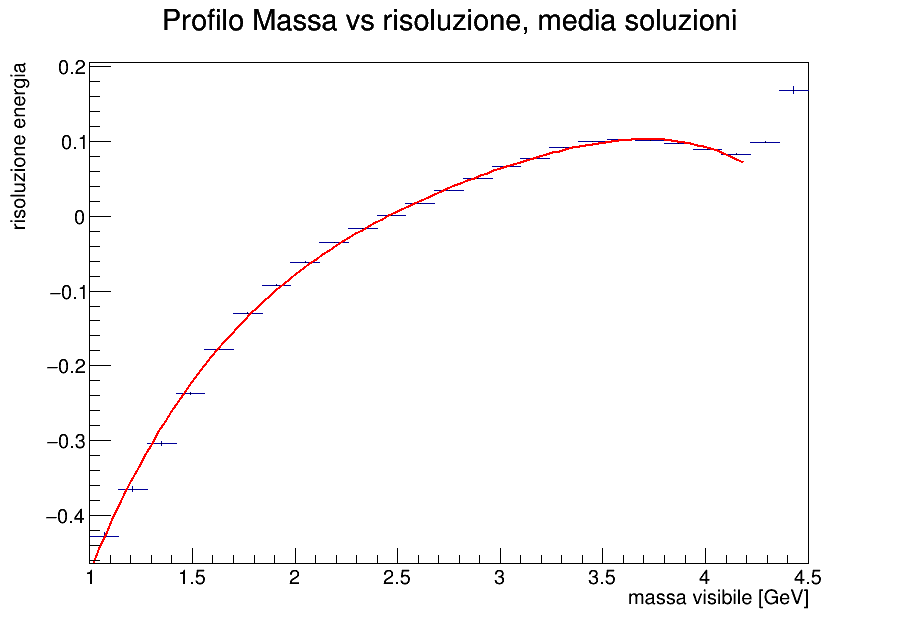 Profilo Massa vs risoluzione, media soluzioni
risoluzione energia
0.2
0.1
0
−0.1
−0.2
−0.3
−0.4
1 1.5 2 2.5 3 3.5 4 4.5
massa visibile [GeV]